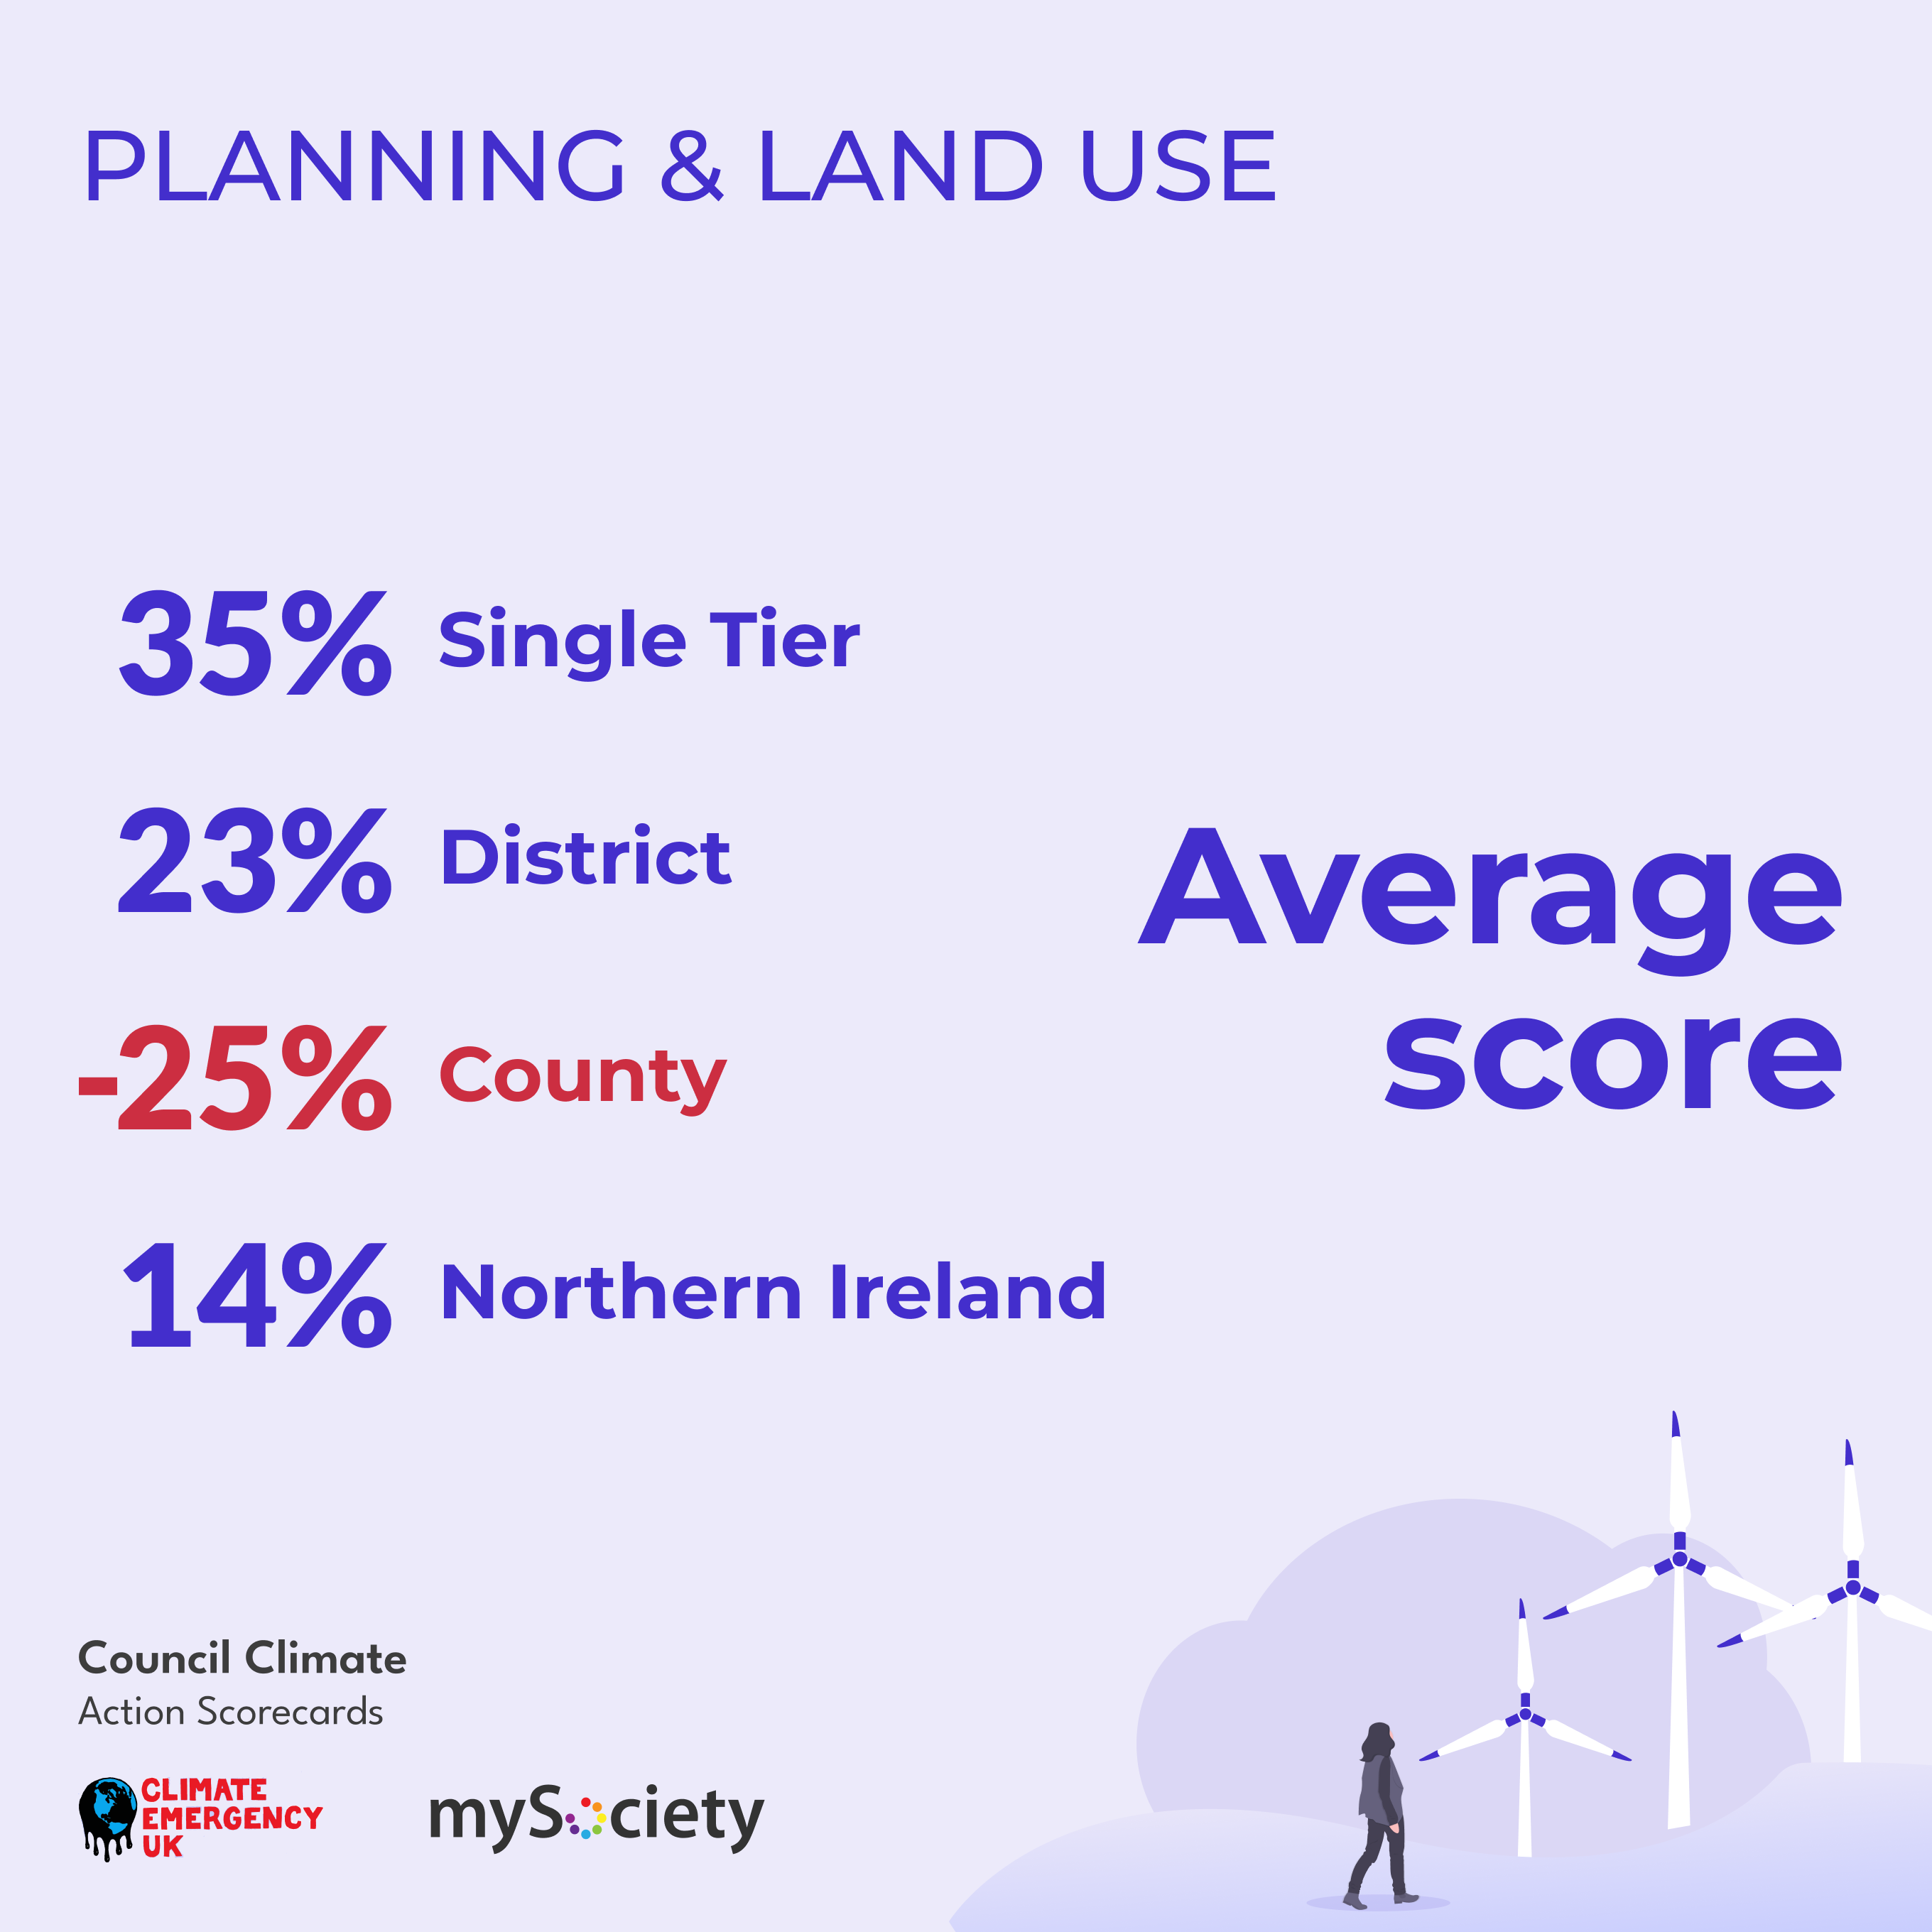 PLANNING & LAND USE
35% Single Tier
23% District
-25% County
14% Northern Ireland
Average
score
Council Climate
Action Scorecards
CLIMATE
EMERGENCY
UK
mySociety